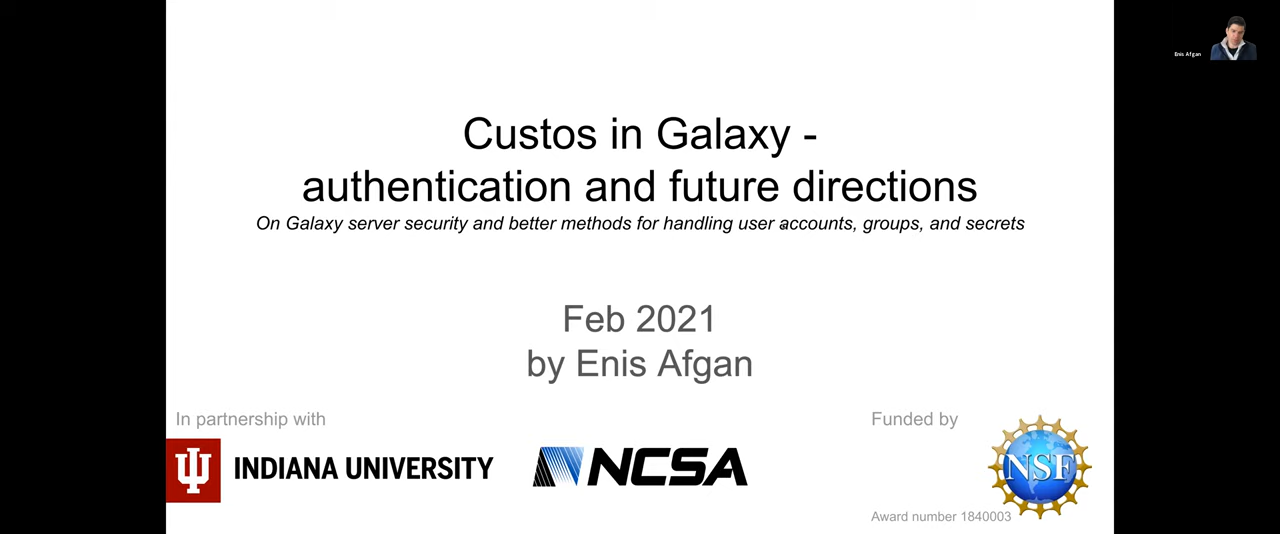 Enis Afgan
Custos in Galaxy -
authentication and future directions
On Galaxy server security and better methods for handling user accounts, groups, and secrets
Feb 2021
by Enis Afgan
In partnership with
Funded by
INDIANA UNIVERSITY
NCSA
NSF
Award number 1840003